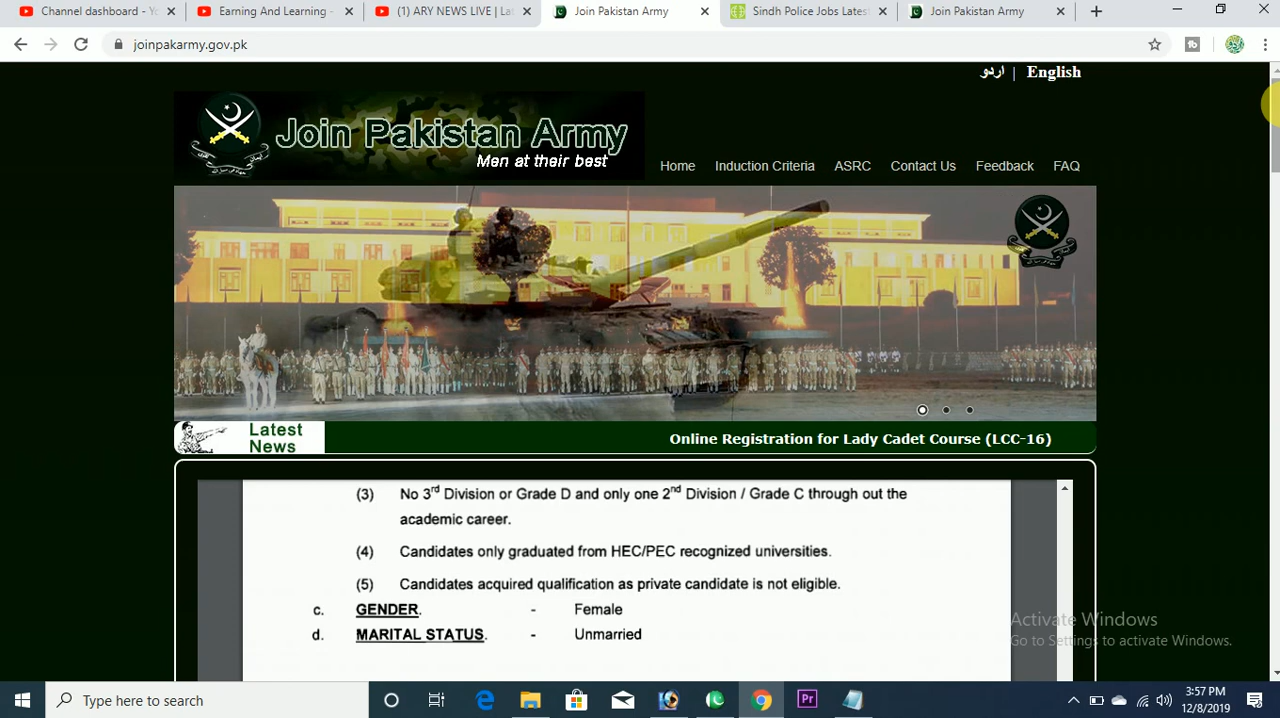 Channel dashboard - Yo
Earning And Learning -
(1) ARY NEWS LIVE | Lat
Join Pakistan Army
Sindh Police Jobs Latest
Join Pakistan Army
joinpakarmy.gov.pk
اردو | English
Join Pakistan Army
Men at their best
Home Induction Criteria ASRC Contact Us Feedback FAQ
Latest News
Online Registration for Lady Cadet Course (LCC-16)
(3) No 3rd Division or Grade D and only one 2nd Division / Grade C through out the
academic career.
(4) Candidates only graduated from HEC/PEC recognized universities.
(5) Candidates acquired qualification as private candidate is not eligible.
c. GENDER. - Female
d. MARITAL STATUS. - Unmarried
Activate Windows
Go to Settings to activate Windows.
Type here to search
Pr
3:57 PM
12/8/2019